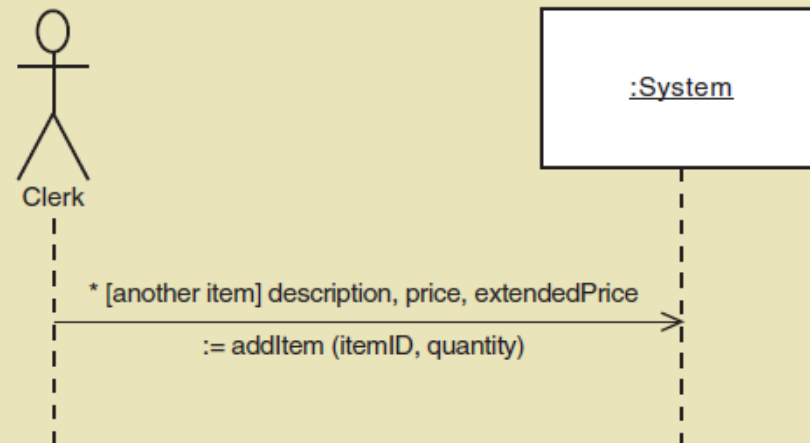 :System
Clerk
* [another item] description, price, extendedPrice
:= addItem (itemID, quantity)